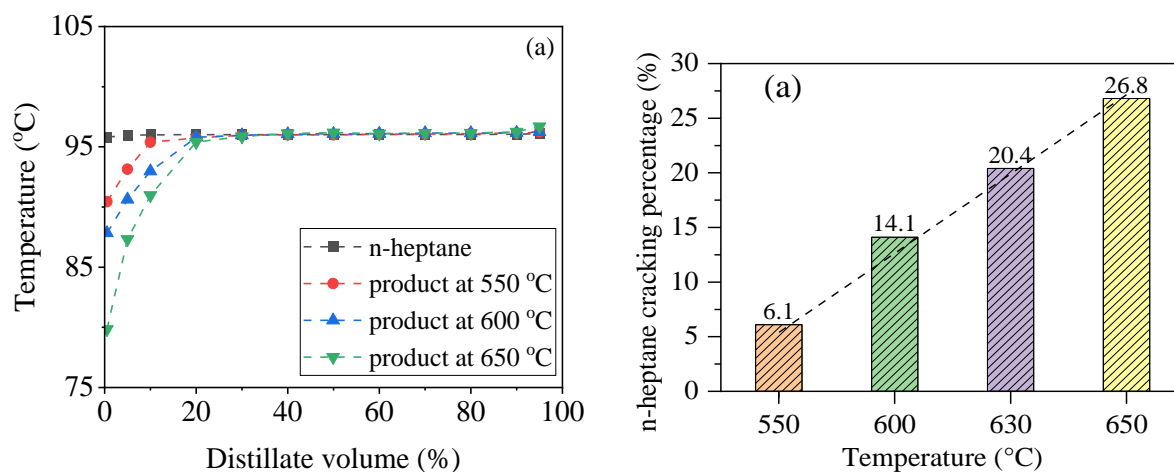 105
95
85
75
Temperature (°C)
(a)
n-heptane
product at 550 °C
product at 600 °C
product at 650 °C
0 20 40 60 80 100
Distillate volume (%)
n-heptane cracking percentage (%)
30
25
20
15
10
5
0
(a)
6.1
14.1
20.4
26.8
550 600 630 650
Temperature (°C)